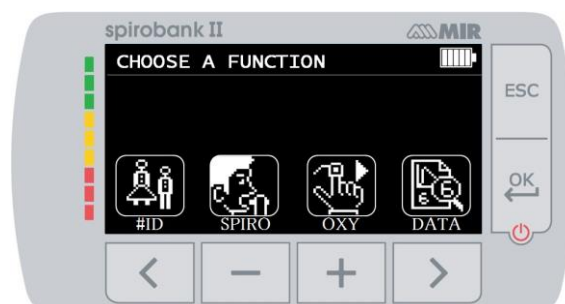 spirobank II
MIR
CHOOSE A FUNCTION
ESC
#ID SPIRO OXY DATA
OK
< − + >